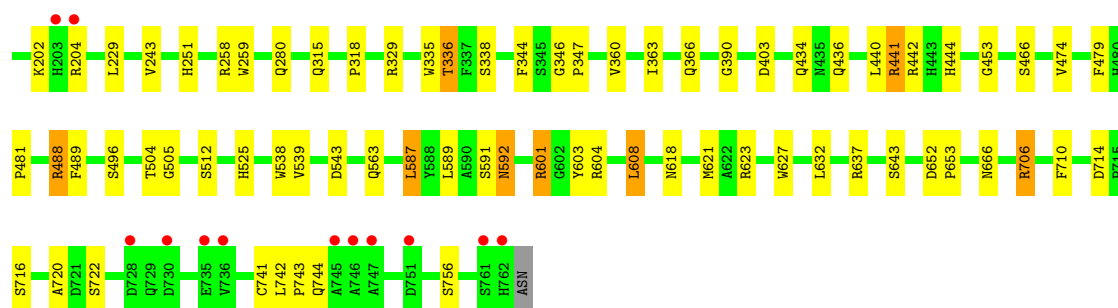 K202 H203 R204 L229 V243 H251 R258 W259 Q280 Q315 P318 R329 W335 T336 F337 S338 F344 S345 G346 P347 V360 I363 Q366 G390 D403 Q434 N435 Q436 L440 R441 R442 H443 H444 G453 S466 V474 F479 H480
P481 R488 F489 S496 T504 G505 S512 H525 W538 V539 D543 Q563 L587 Y588 L589 A590 S591 N592 R601 G602 Y603 R604 L608 N618 M621 A622 R623 W627 L632 R637 S643 D652 P653 N666 R706 F710 D714 P715
S716 A720 D721 S722 D728 Q729 D730 E735 V736 C741 L742 P743 Q744 A745 A746 A747 D751 S756 S761 H762 ASN